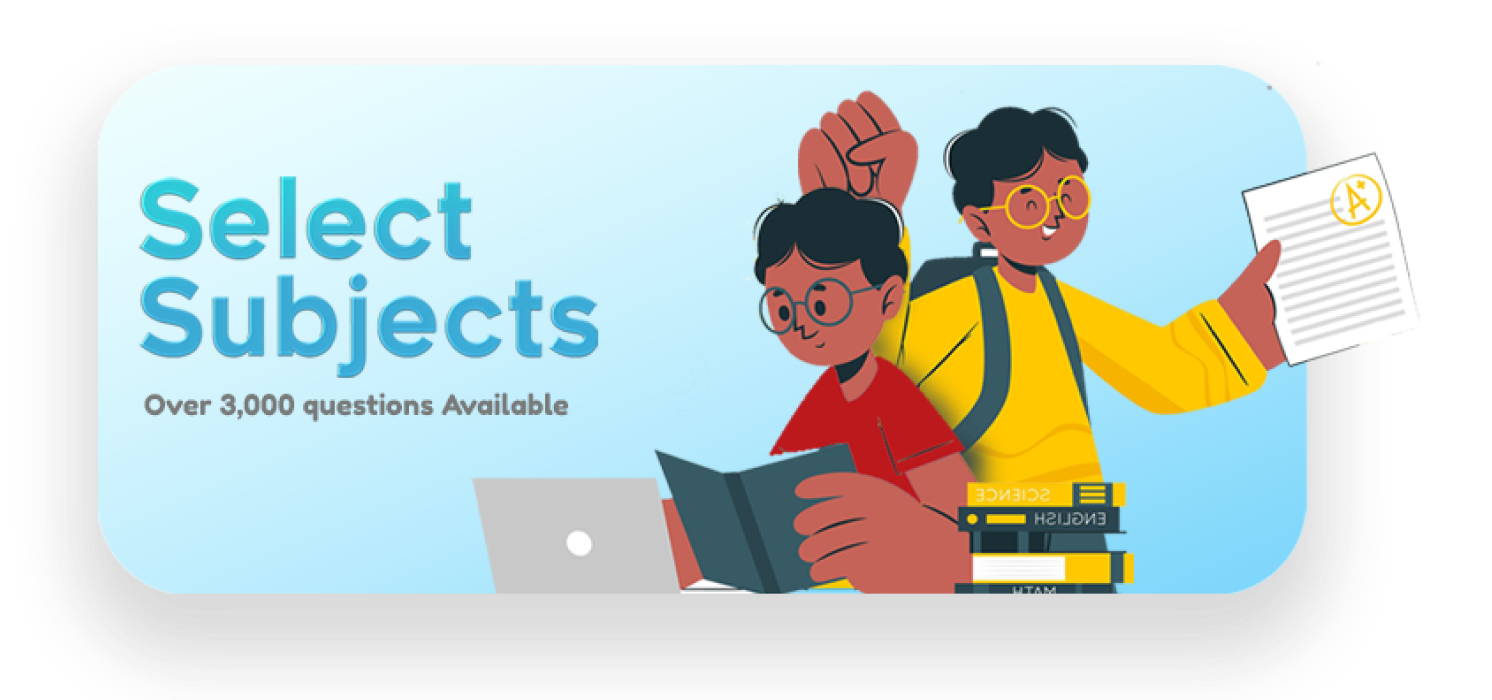 Select
Subjects
Over 3,000 questions Available
A+
SCIENCE
ENGLISH
MATH